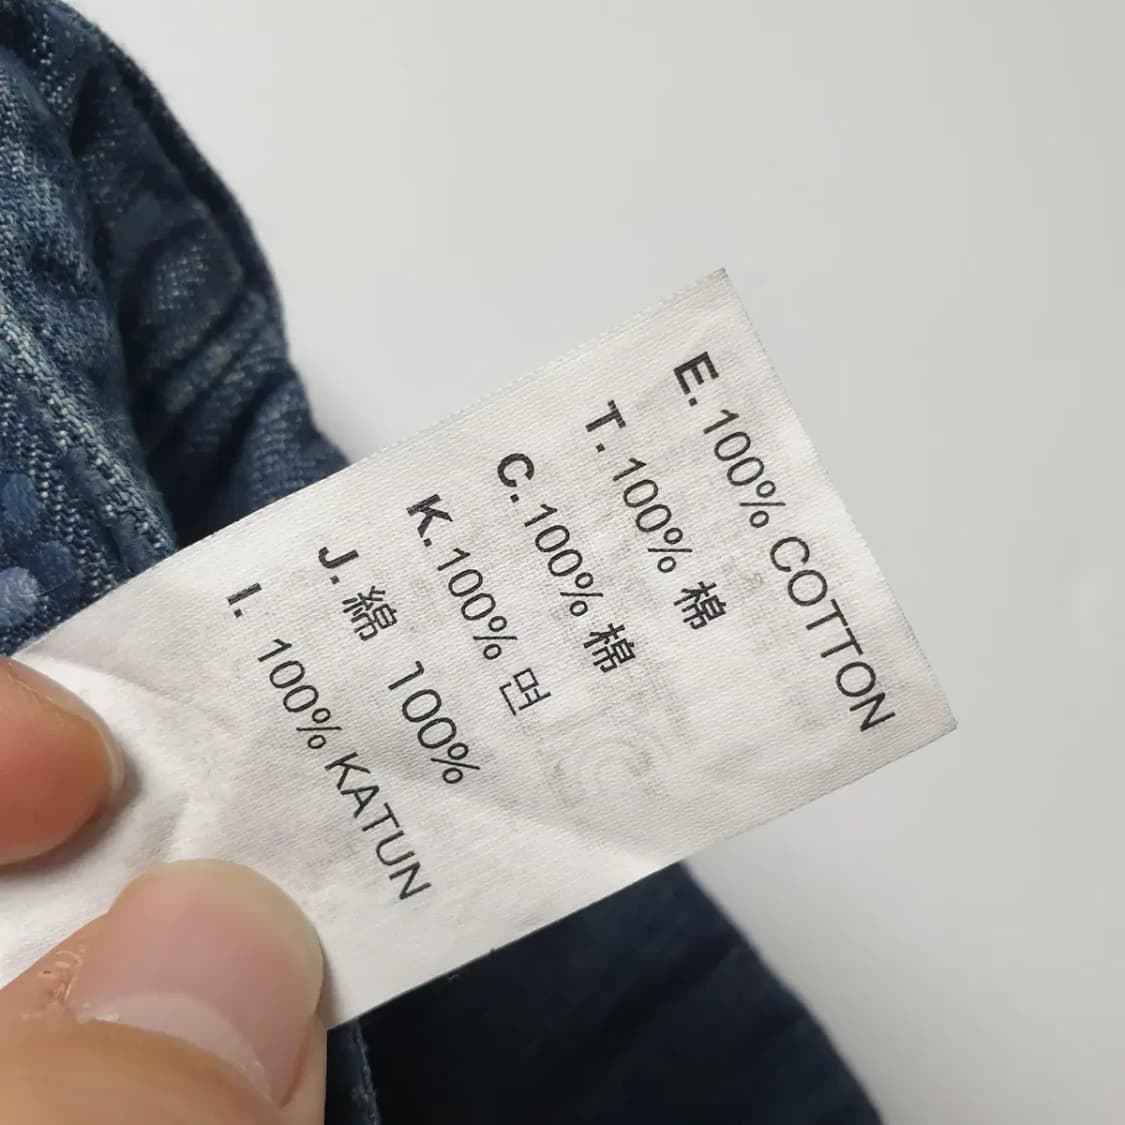 E. 100% COTTON
T. 100% 棉
C. 100% 棉
K. 100% 면
J. 綿 100%
I. 100% KATUN